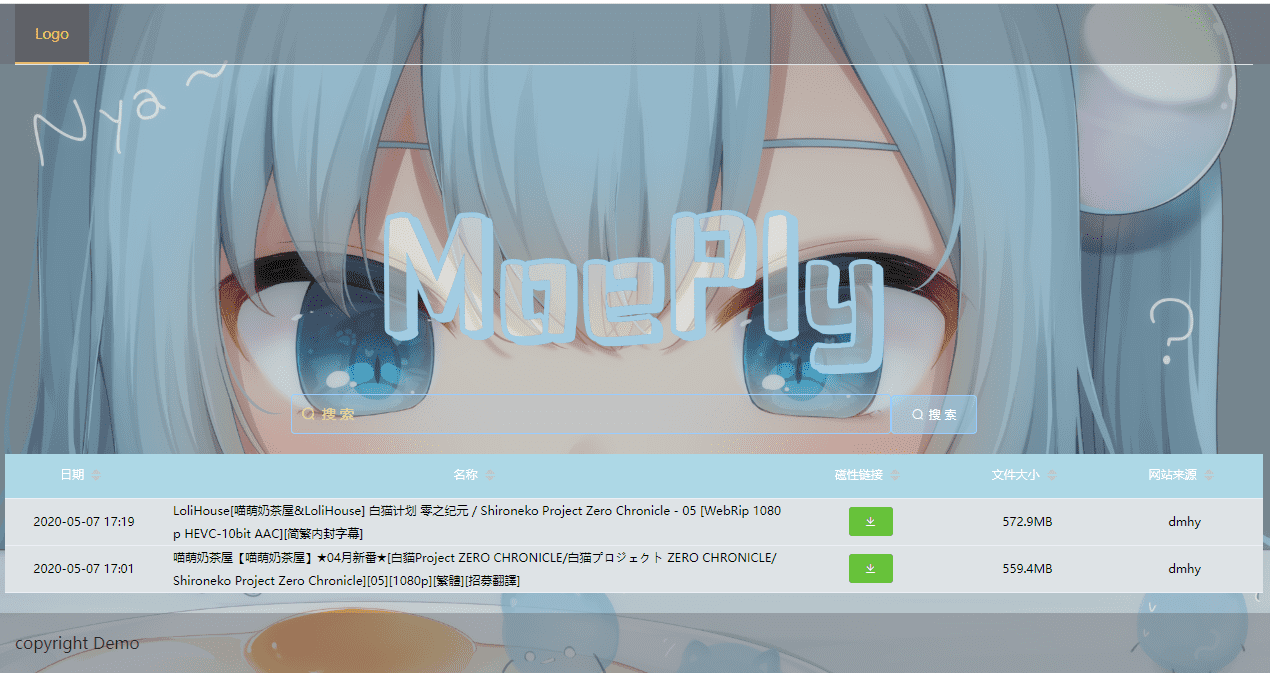 Logo
Nya~
MoePly
?
搜 索
搜 索
日期 名称 磁性链接 文件大小 网站来源
2020-05-07 17:19 LoliHouse[喵萌奶茶屋&LoliHouse] 白猫计划 零之纪元 / Shironeko Project Zero Chronicle - 05 [WebRip 1080
p HEVC-10bit AAC][简繁内封字幕] 572.9MB dmhy
2020-05-07 17:01 喵萌奶茶屋【喵萌奶茶屋】★04月新番★[白猫Project ZERO CHRONICLE/白猫プロジェクト ZERO CHRONICLE/
Shironeko Project Zero Chronicle][05][1080p][繁體][招募翻譯] 559.4MB dmhy
copyright Demo